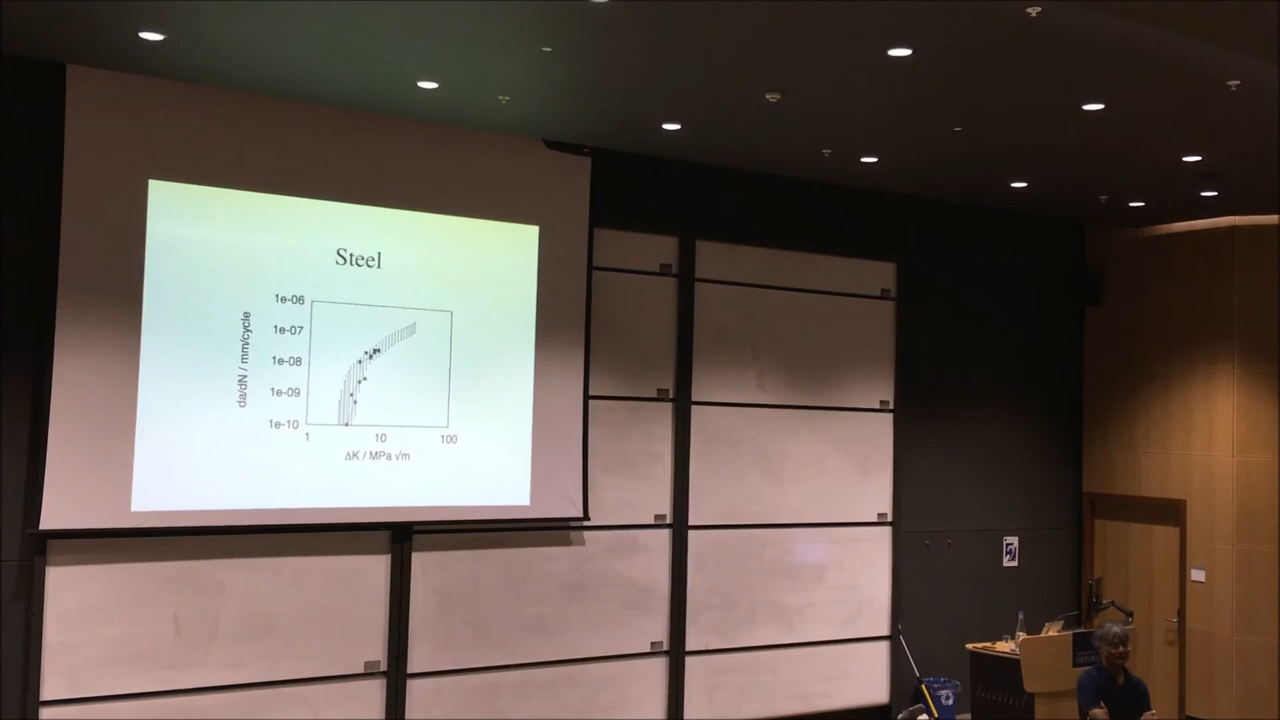 Steel
1e-06
1e-07
1e-08
1e-09
1e-10
da/dN / mm/cycle
1
10
100
ΔK / MPa √m